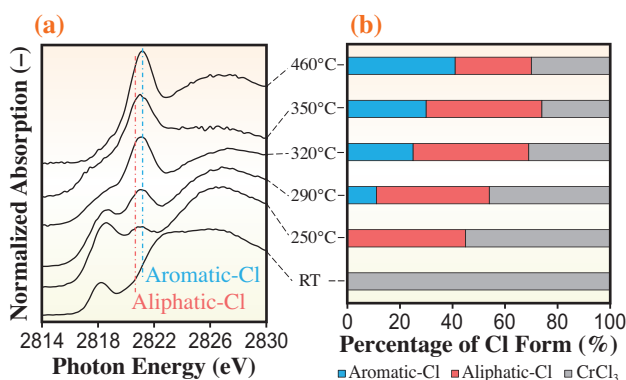 (a)
(b)
Normalized Absorption (–)
460°C
350°C
320°C
290°C
250°C
RT
Aromatic-Cl
Aliphatic-Cl
2814 2818 2822 2826 2830
Photon Energy (eV)
0 20 40 60 80 100
Percentage of Cl Form (%)
Aromatic-Cl Aliphatic-Cl CrCl₃